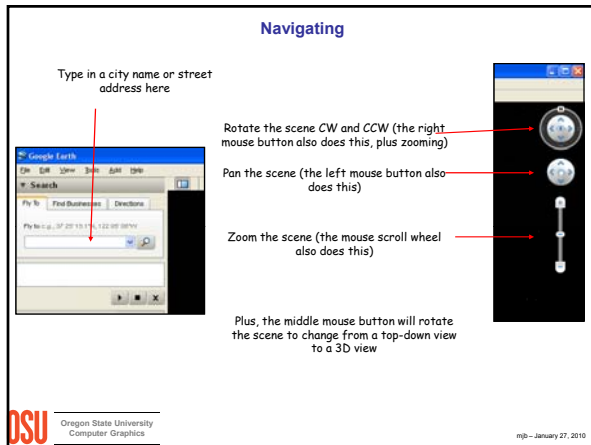 Navigating
Type in a city name or street
address here
Rotate the scene CW and CCW (the right
mouse button also does this, plus zooming)
Pan the scene (the left mouse button also
does this)
Zoom the scene (the mouse scroll wheel
also does this)
Plus, the middle mouse button will rotate
the scene to change from a top-down view
to a 3D view
Google Earth
File Edit View Tools Add Help
Search
Fly To Find Businesses Directions
Fly to e.g.,
OSU
Oregon State University
Computer Graphics
mjb – January 27, 2010